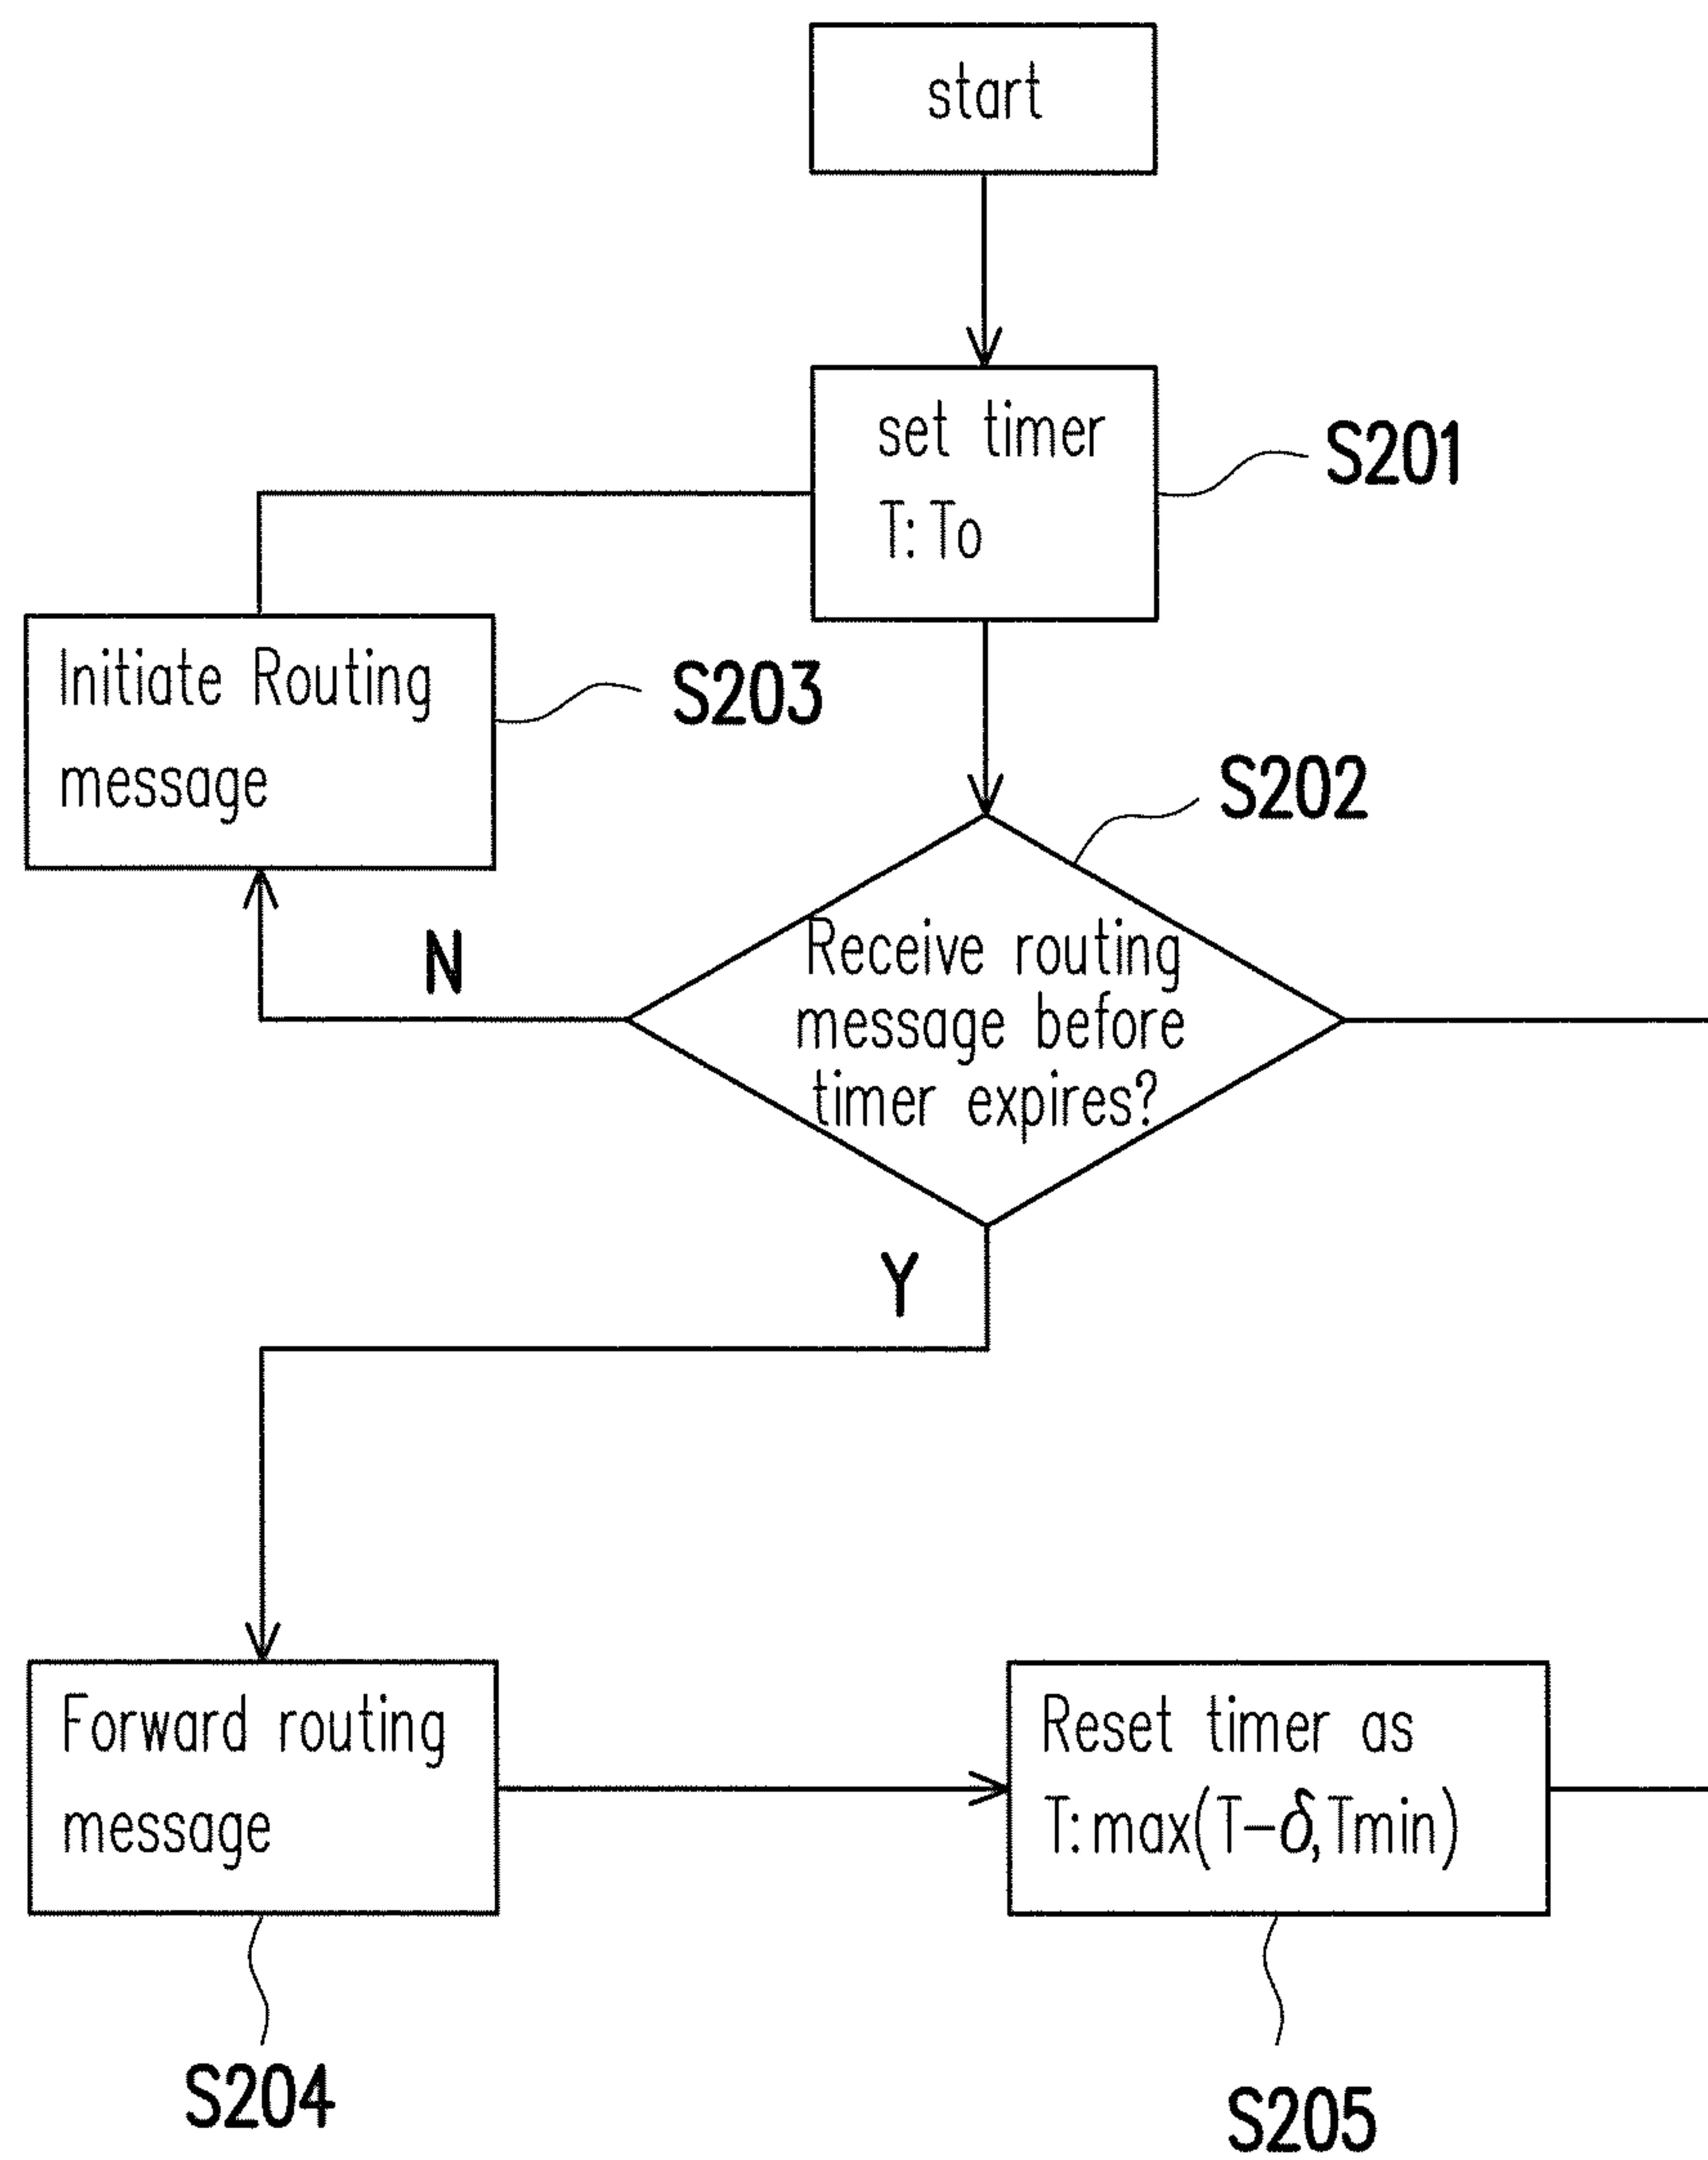 start
set timer
T: To
S201
Initiate Routing
message
S203
S202
Receive routing
message before
timer expires?
N
Y
Forward routing
message
Reset timer as
T: max(T-δ,Tmin)
S204
S205